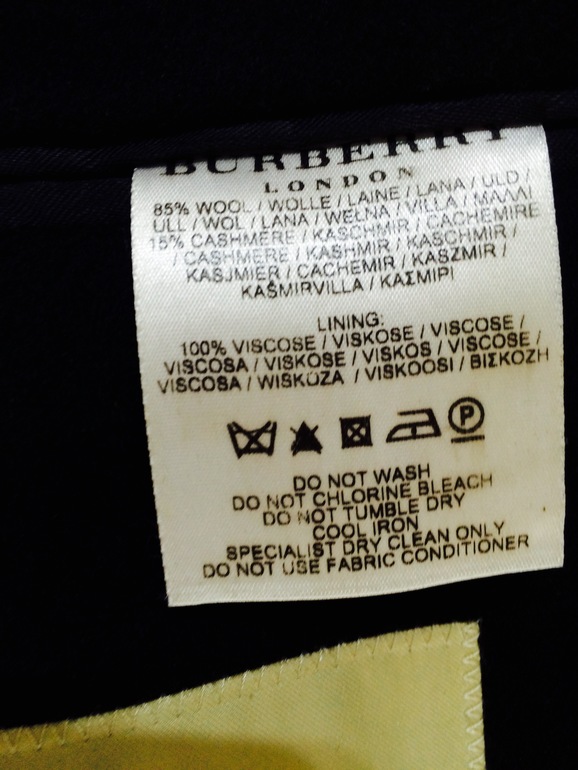 BURBERRY
LONDON
85% WOOL / WOLLE / LAINE / LANA / ULD /
ULL / WOL / LANA / WEŁNA / VILLA / ΜΑΛΛΙ
15% CASHMERE / KASCHMIR / CACHEMIRE
/ CASHMERE / KASHMIR / KASCHMIR /
KASJMIER / CACHEMIR / KASZMIR /
KAŠMIRVILLA / ΚΑΣΜΙΡΙ
LINING:
100% VISCOSE / VISKOSE / VISCOSE /
VISCOSA / VISKOSE / VISKOS / VISCOSE /
VISCOSA / WISKOZA / VISKOOSI / ΒΙΣΚΟΖΗ
P
DO NOT WASH
DO NOT CHLORINE BLEACH
DO NOT TUMBLE DRY
COOL IRON
SPECIALIST DRY CLEAN ONLY
DO NOT USE FABRIC CONDITIONER